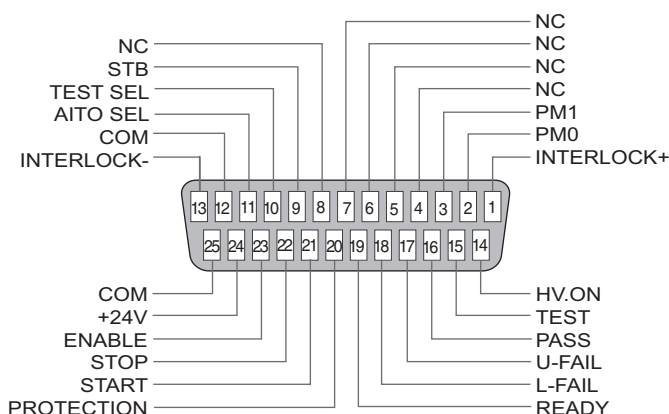 NC
NC
NC
NC
PM1
PM0
INTERLOCK+
NC
STB
TEST SEL
AITO SEL
COM
INTERLOCK-
13 12 11 10 9 8 7 6 5 4 3 2 1
25 24 23 22 21 20 19 18 17 16 15 14
COM
+24V
ENABLE
STOP
START
PROTECTION
HV.ON
TEST
PASS
U-FAIL
L-FAIL
READY